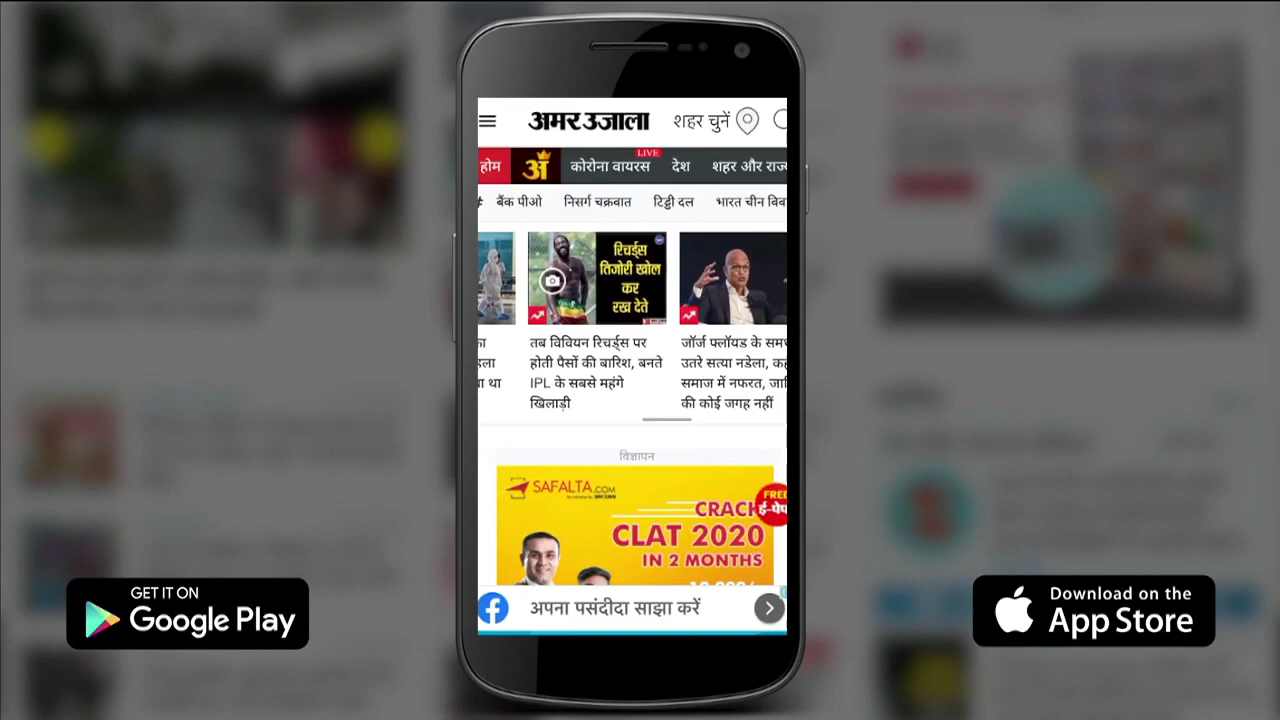 अमर उजाला
शहर चुनें
होम
अं
कोरोना वायरस
LIVE
देश
शहर और राज्
# बैंक पीओ
निसर्ग चक्रवात
टिड्डी दल
भारत चीन विवा
रिचर्ड्स
तिजोरी खोल
कर
रख देते
तब विवियन रिचर्ड्स पर
होती पैसों की बारिश, बनते
IPL के सबसे महंगे
खिलाड़ी
जॉर्ज फ्लॉयड के सम
उतरे सत्या नडेला, कह
समाज में नफरत, जाति
की कोई जगह नहीं
विज्ञापन
SAFALTA.COM
CRACK
CLAT 2020
IN 2 MONTHS
FREE
ई-पेप
अपना पसंदीदा साझा करें
GET IT ON
Google Play
Download on the
App Store